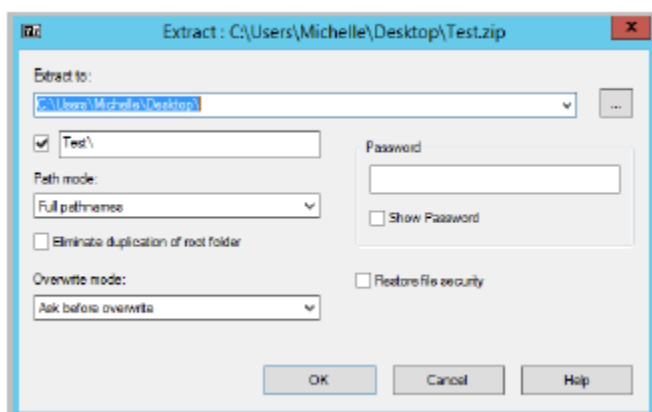 Extract : C:\Users\Michelle\Desktop\Test.zip
x
Extract to:
C:\Users\Michelle\Desktop\
...
Test\
Password
Path mode:
Full pathnames
Show Password
Eliminate duplication of root folder
Overwrite mode:
Restore file security
Ask before overwrite
OK
Cancel
Help